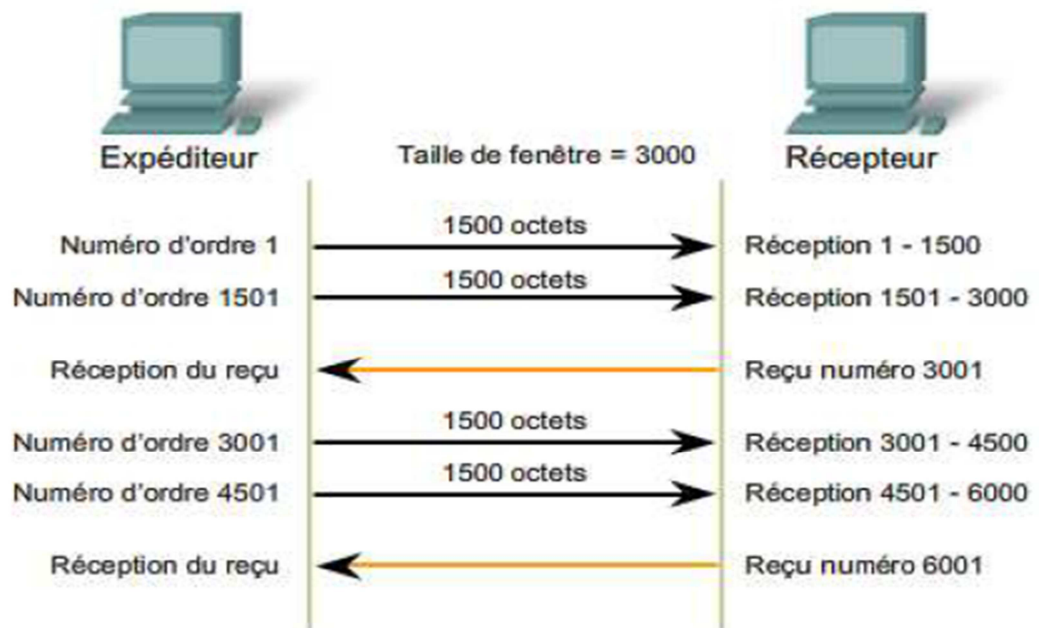 Expéditeur
Taille de fenêtre = 3000
Récepteur
1500 octets
Numéro d'ordre 1
Réception 1 - 1500
1500 octets
Numéro d'ordre 1501
Réception 1501 - 3000
Réception du reçu
Reçu numéro 3001
1500 octets
Numéro d'ordre 3001
Réception 3001 - 4500
1500 octets
Numéro d'ordre 4501
Réception 4501 - 6000
Réception du reçu
Reçu numéro 6001